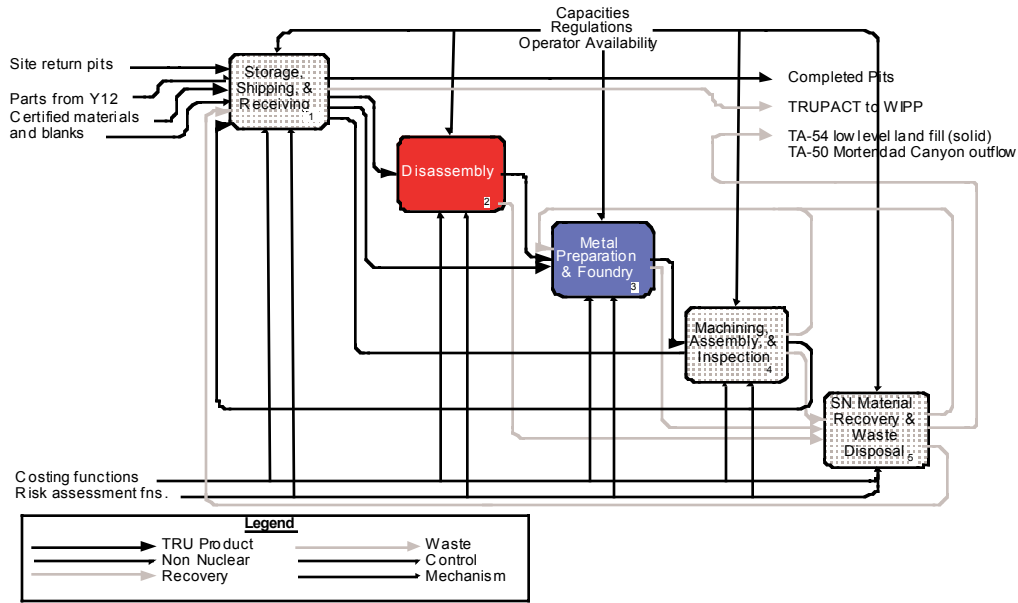 Capacities
Regulations
Operator Availability
Site return pits
Parts from Y12
Certified materials
and blanks
Storage,
Shipping, &
Receiving
1
Completed Pits
TRUPACT to WIPP
TA-54 low level land fill (solid)
TA-50 Mortendad Canyon outflow
Disassembly
2
Metal
Preparation
& Foundry
3
Machining,
Assembly, &
Inspection
4
SN Material
Recovery &
Waste
Disposal
5
Costing functions
Risk assessment fns.
Legend
TRU Product
Non Nuclear
Recovery
Waste
Control
Mechanism